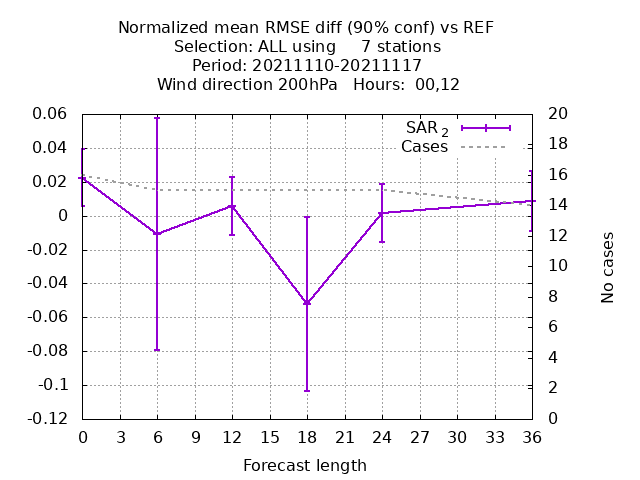 Normalized mean RMSE diff (90% conf) vs REF
Selection: ALL using     7 stations
Period: 20211110-20211117
Wind direction 200hPa   Hours:  00,12
SAR 2
Cases
0.06
0.04
0.02
0
-0.02
-0.04
-0.06
-0.08
-0.1
-0.12
20
18
16
14
12
10
8
6
4
2
0
No cases
0 3 6 9 12 15 18 21 24 27 30 33 36
Forecast length